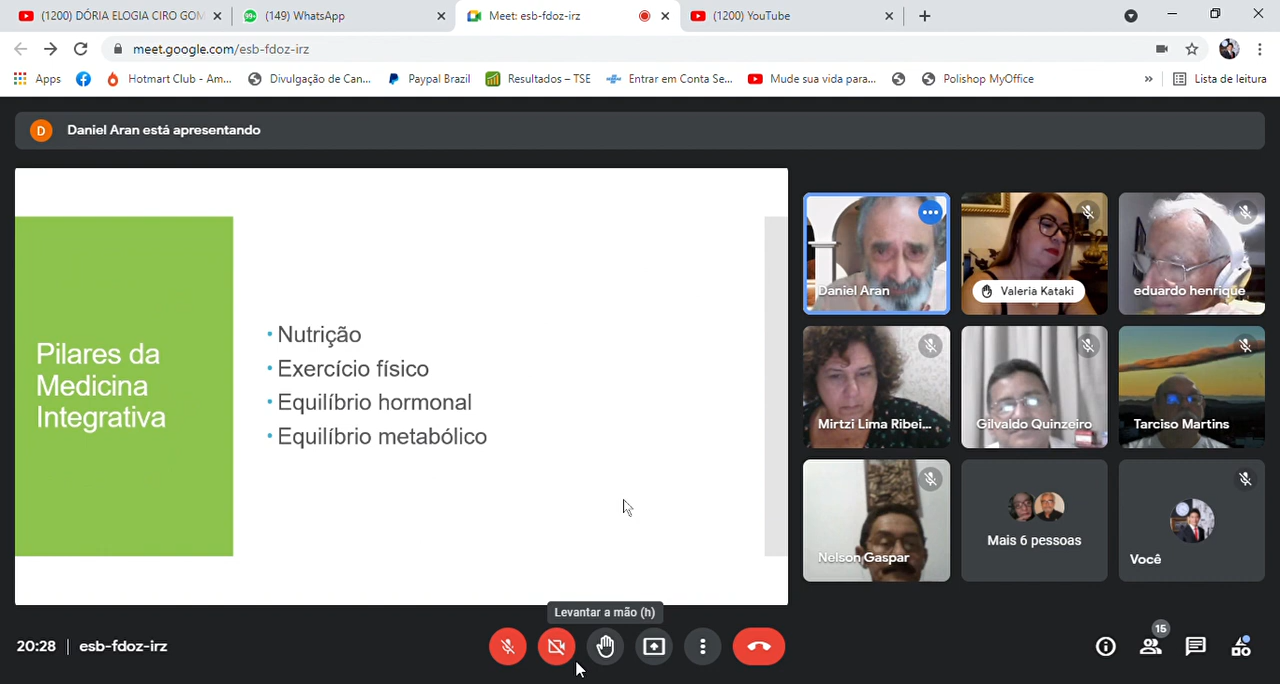 (1200) DÓRIA ELOGIA CIRO GOM
(149) WhatsApp
Meet: esb-fdoz-irz
(1200) YouTube
meet.google.com/esb-fdoz-irz
Apps
Hotmart Club - Am...
Divulgação de Can...
Paypal Brazil
Resultados – TSE
Entrar em Conta Se...
Mude sua vida para...
Polishop MyOffice
»
Lista de leitura
D
Daniel Aran está apresentando
Pilares da
Medicina
Integrativa
• Nutrição
• Exercício físico
• Equilíbrio hormonal
• Equilíbrio metabólico
Daniel Aran
Valeria Kataki
eduardo henrique
Mirtzi Lima Ribei...
Gilvaldo Quinzeiro
Tarciso Martins
Nelson Gaspar
Mais 6 pessoas
Você
Levantar a mão (h)
20:28 | esb-fdoz-irz
15